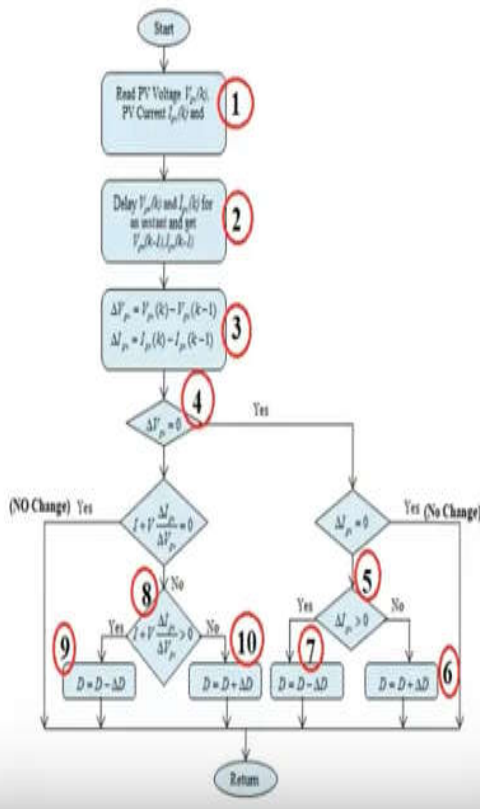 Start
Read PV Voltage V_pv(k),
PV Current I_pv(k) and
1
Delay V_pv(k) and I_pv(k) for
an instant and get
V_pv(k-1), I_pv(k-1)
2
ΔV_pv = V_pv(k) − V_pv(k−1)
ΔI_pv = I_pv(k) − I_pv(k−1)
3
4
ΔV_pv = 0
Yes
(NO Change) Yes
I + V ΔI_pv/ΔV_pv = 0
ΔI_pv = 0
Yes (No Change)
No
8
5
Yes
I + V ΔI_pv/ΔV_pv > 0
No
Yes
ΔI_pv > 0
No
9
10
7
6
D = D − ΔD
D = D + ΔD
D = D − ΔD
D = D + ΔD
Return